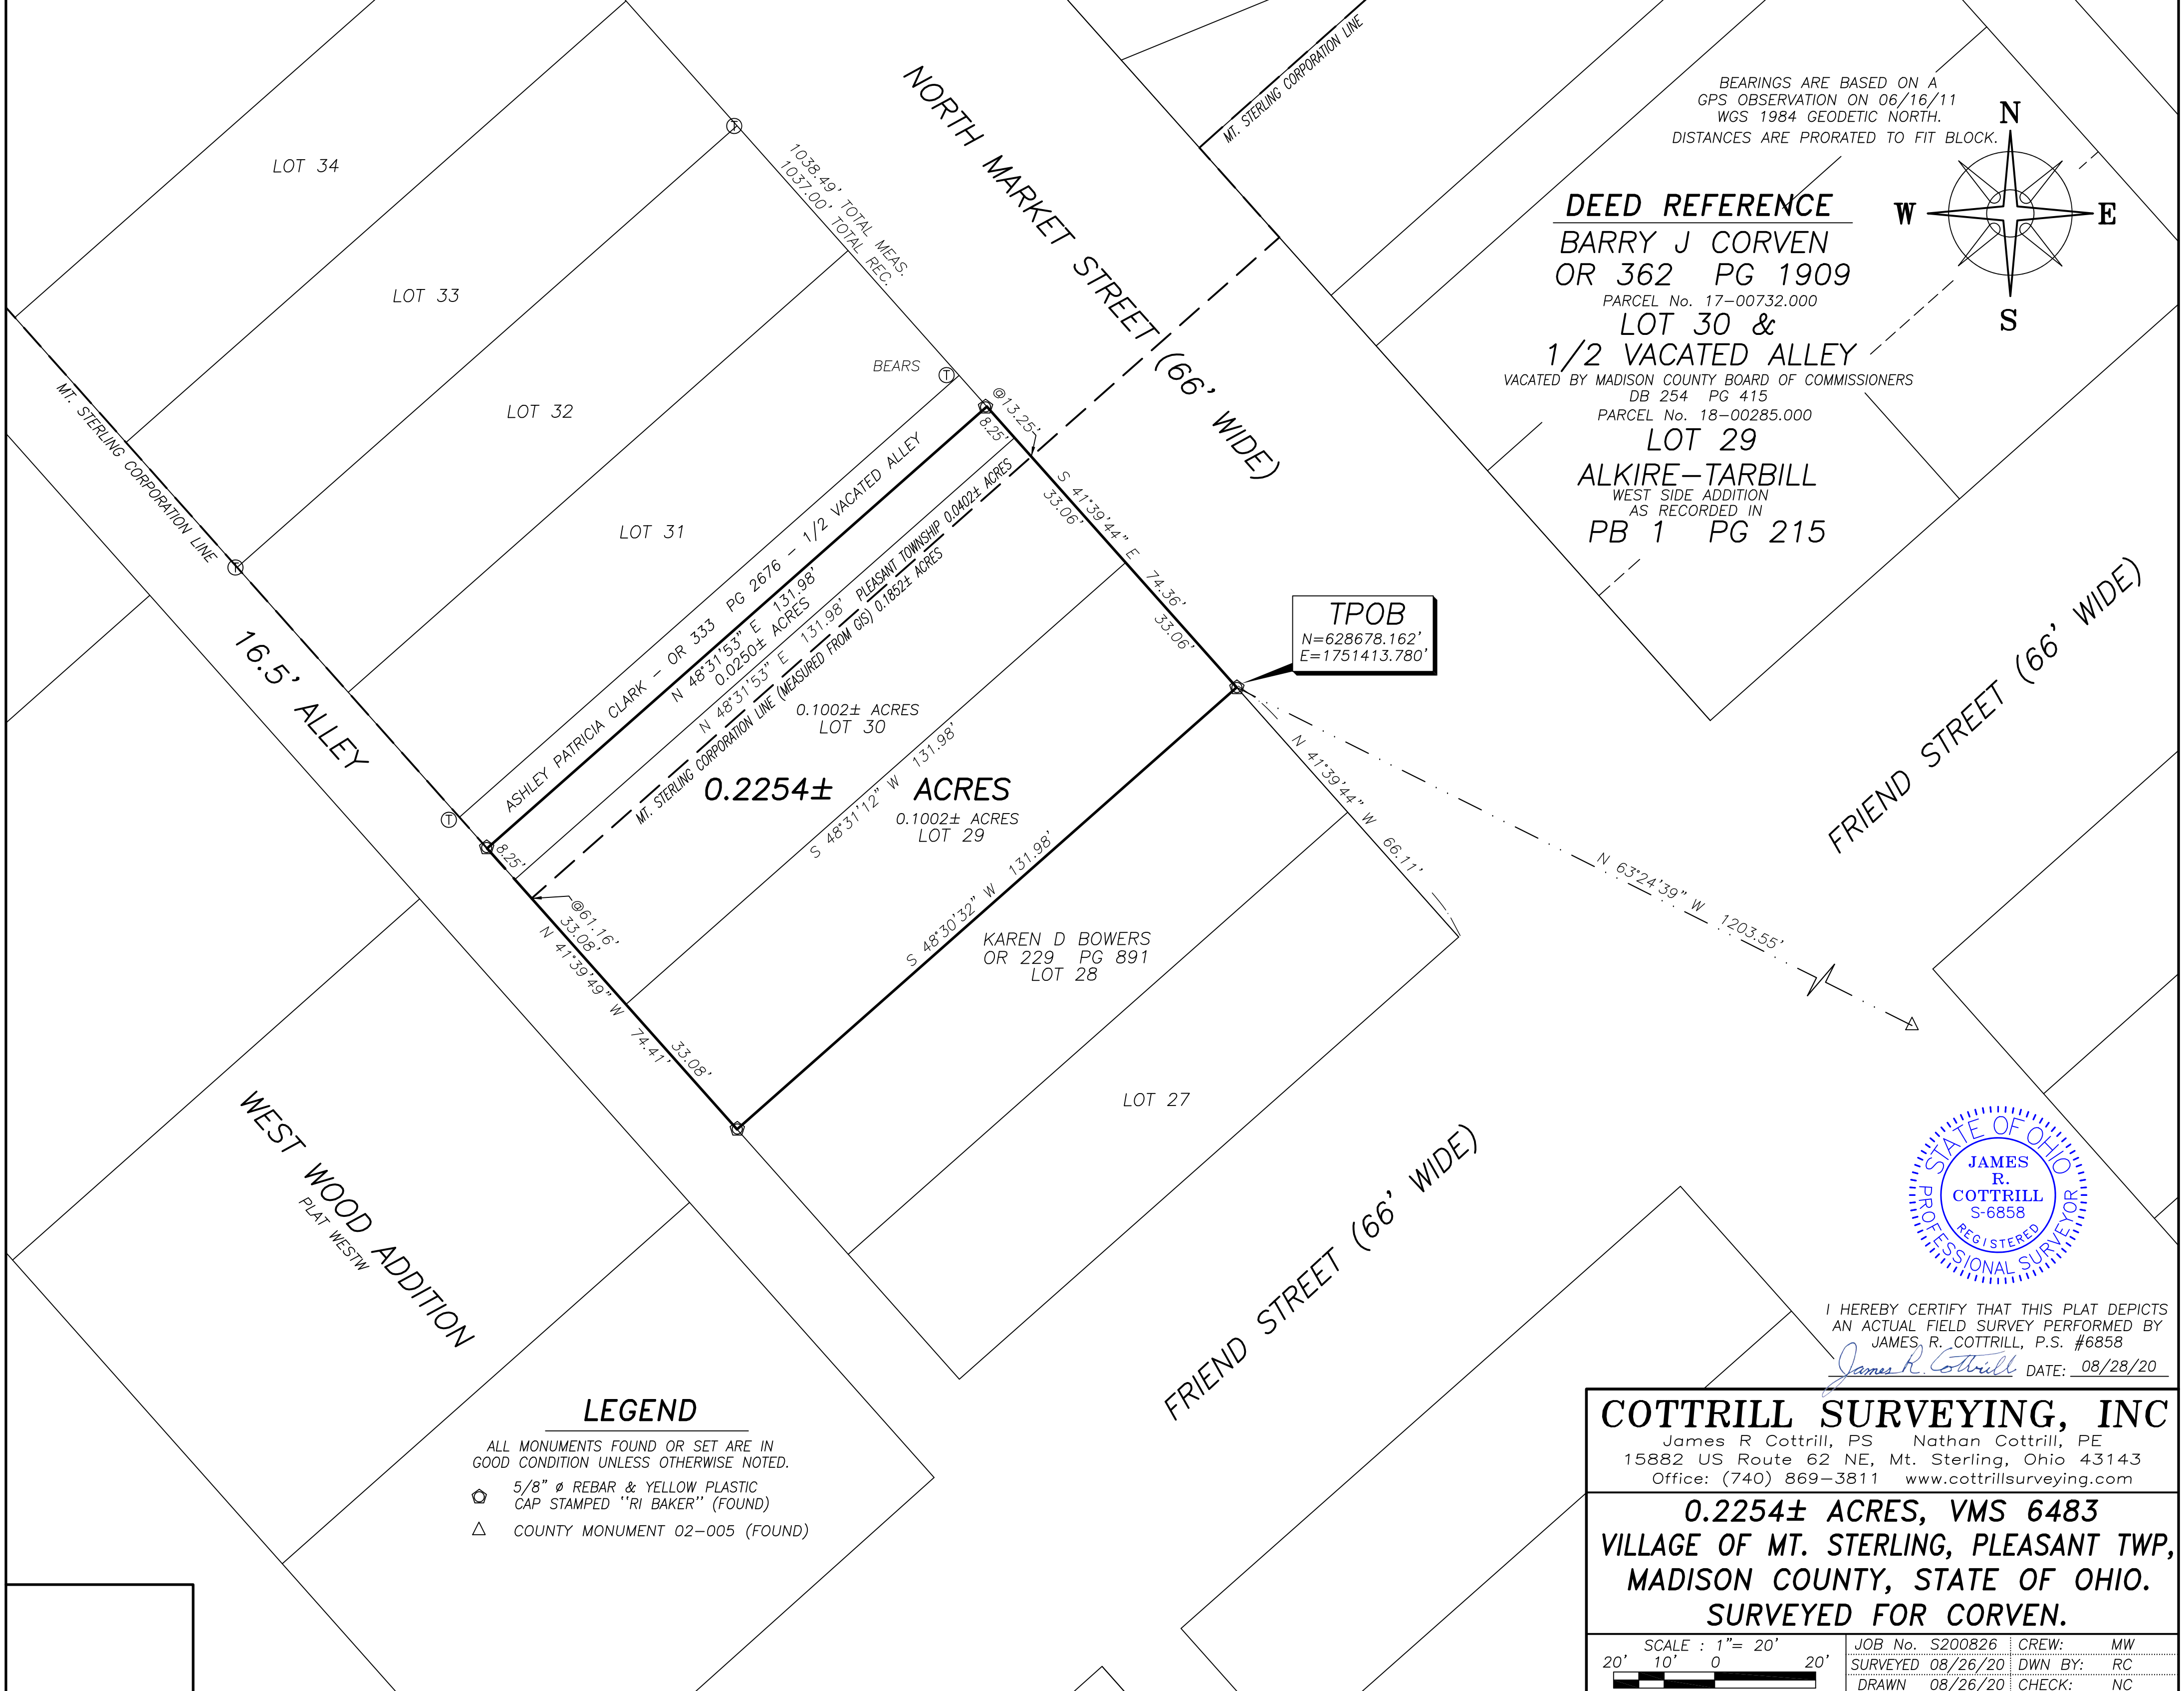 LOT 34
LOT 33
LOT 32
LOT 31
1038.49' TOTAL MEAS.
1037.00' TOTAL REC.
NORTH MARKET STREET (66' WIDE)
MT. STERLING CORPORATION LINE
BEARINGS ARE BASED ON A
GPS OBSERVATION ON 06/16/11
WGS 1984 GEODETIC NORTH.
DISTANCES ARE PRORATED TO FIT BLOCK.
N
W
E
S
DEED REFERENCE
BARRY J CORVEN
OR 362 PG 1909
PARCEL No. 17-00732.000
LOT 30 &
1/2 VACATED ALLEY
VACATED BY MADISON COUNTY BOARD OF COMMISSIONERS
DB 254 PG 415
PARCEL No. 18-00285.000
LOT 29
ALKIRE-TARBILL
WEST SIDE ADDITION
AS RECORDED IN
PB 1 PG 215
MT. STERLING CORPORATION LINE
BEARS
T
T
T
T
@13.25'
8.25'
S 41°39'44" E 74.36'
33.06'
33.06'
ASHLEY PATRICIA CLARK - OR 333 PG 2676 - 1/2 VACATED ALLEY
N 48°31'53" E 131.98'
0.0250± ACRES
N 48°31'53" E 131.98'
PLEASANT TOWNSHIP 0.0402± ACRES
MT. STERLING CORPORATION LINE (MEASURED FROM GIS) 0.1852± ACRES
TPOB
N=628678.162'
E=1751413.780'
0.1002± ACRES
LOT 30
0.2254± ACRES
S 48°31'12" W 131.98'
0.1002± ACRES
LOT 29
S 48°30'32" W 131.98'
N 41°39'44" W 66.11'
N 63°24'39" W 1203.55'
FRIEND STREET (66' WIDE)
16.5' ALLEY
8.25'
@61.16'
33.08'
N 41°39'49" W 74.41'
33.08'
KAREN D BOWERS
OR 229 PG 891
LOT 28
LOT 27
WEST WOOD ADDITION
PLAT WESTW
FRIEND STREET (66' WIDE)
STATE OF OHIO
JAMES
R.
COTTRILL
S-6858
REGISTERED
PROFESSIONAL SURVEYOR
I HEREBY CERTIFY THAT THIS PLAT DEPICTS
AN ACTUAL FIELD SURVEY PERFORMED BY
JAMES R. COTTRILL, P.S. #6858
James R. Cottrill DATE: 08/28/20
LEGEND
ALL MONUMENTS FOUND OR SET ARE IN
GOOD CONDITION UNLESS OTHERWISE NOTED.
5/8" ø REBAR & YELLOW PLASTIC
CAP STAMPED "RI BAKER" (FOUND)
COUNTY MONUMENT 02-005 (FOUND)
COTTRILL SURVEYING, INC
James R Cottrill, PS Nathan Cottrill, PE
15882 US Route 62 NE, Mt. Sterling, Ohio 43143
Office: (740) 869-3811 www.cottrillsurveying.com
0.2254± ACRES, VMS 6483
VILLAGE OF MT. STERLING, PLEASANT TWP,
MADISON COUNTY, STATE OF OHIO.
SURVEYED FOR CORVEN.
SCALE : 1"= 20'
20' 10' 0 20'
JOB No. S200826 CREW: MW
SURVEYED 08/26/20 DWN BY: RC
DRAWN 08/26/20 CHECK: NC